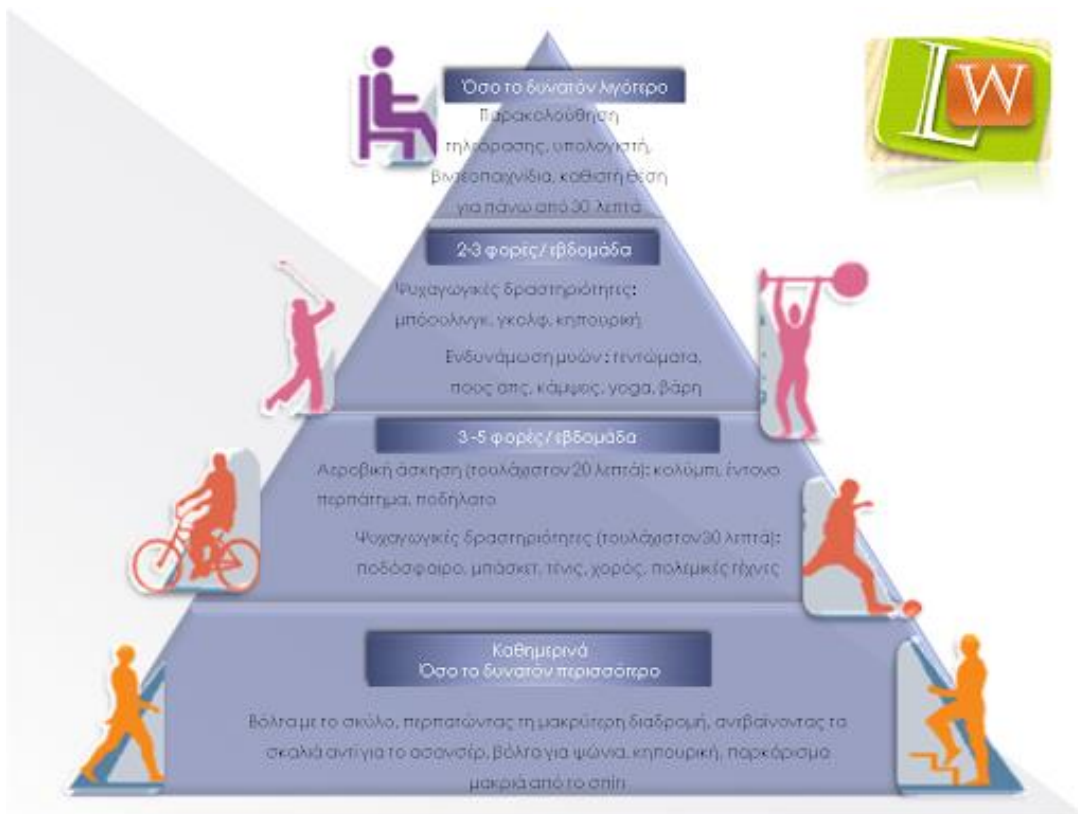 LW
Όσο το δυνατόν λιγότερο
Παρακολούθηση
τηλεόρασης, υπολογιστή,
βιντεοπαιχνίδια, καθιστή θέση
για πάνω από 30 λεπτά
2-3 φορές/ εβδομάδα
Ψυχαγωγικές δραστηριότητες:
μπόουλινγκ, γκολφ, κηπουρική
Ενδυνάμωση μυών : τεντώματα,
πους απς, κάμψεις, yoga, βάρη
3 -5 φορές/ εβδομάδα
Αεροβική άσκηση (τουλάχιστον 20 λεπτά): κολύμπι, έντονο
περπάτημα, ποδήλατο
Ψυχαγωγικές δραστηριότητες (τουλάχιστον30 λεπτά):
ποδόσφαιρο, μπάσκετ, τένις, χορός, πολεμικές τέχνες
Καθημερινά
Όσο το δυνατόν περισσότερο
Βόλτα με το σκύλο, περπατώντας τη μακρύτερη διαδρομή, ανεβαίνοντας τα
σκαλιά αντί για το ασανσέρ, βόλτα για ψώνια, κηπουρική, παρκάρισμα
μακριά από το σπίτι